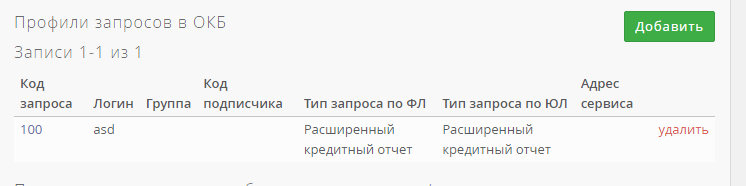 Профили запросов в ОКБ
Добавить
Записи 1-1 из 1
Код запроса Логин Группа Код подписчика Тип запроса по ФЛ Тип запроса по ЮЛ Адрес сервиса
100 asd Расширенный кредитный отчет Расширенный кредитный отчет удалить